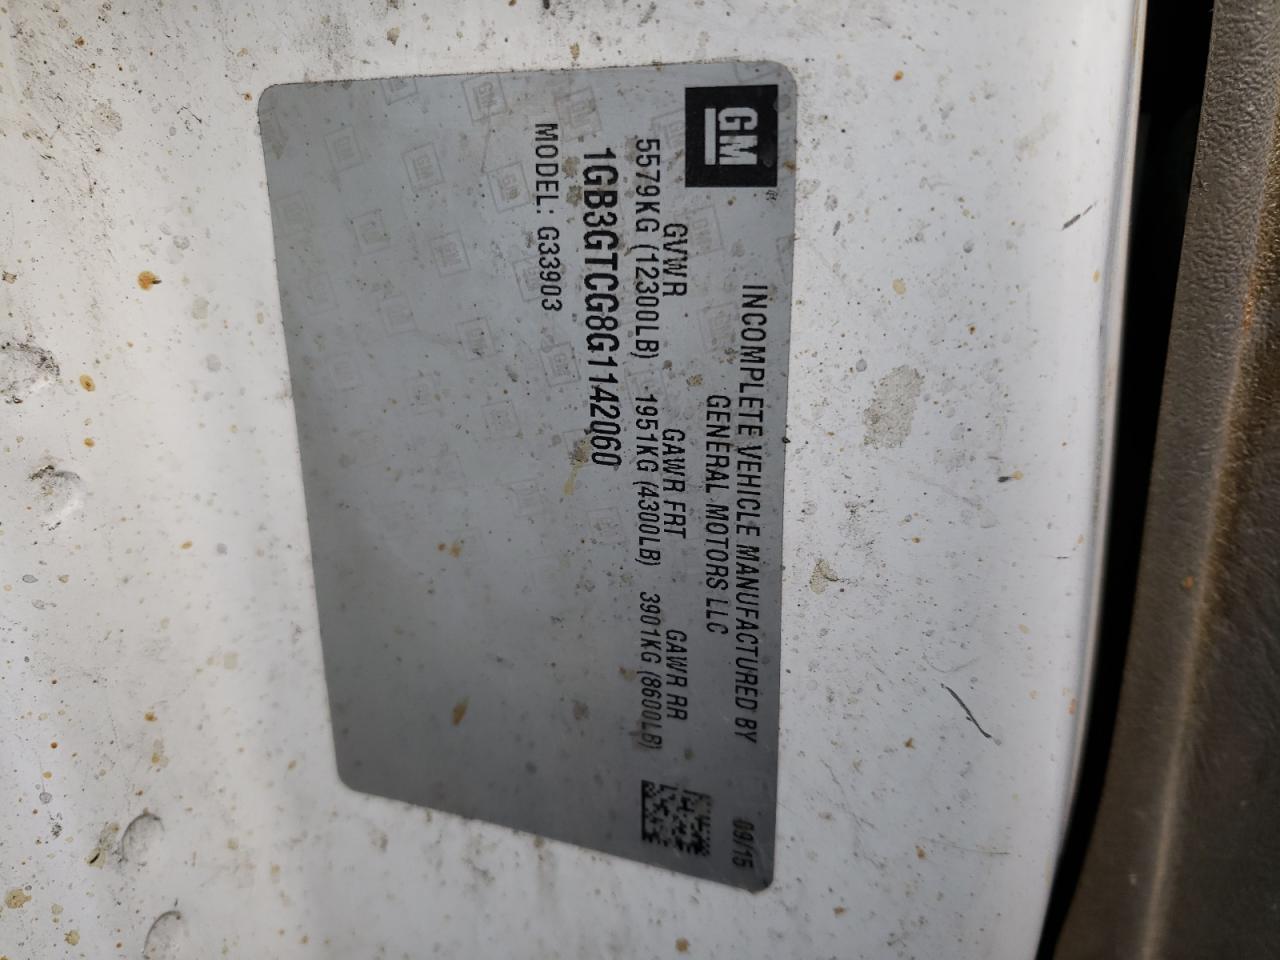 GM
INCOMPLETE VEHICLE MANUFACTURED BY 09/15
GENERAL MOTORS LLC
GVWR GAWR FRT GAWR RR
5579KG (12300LB) 1951KG (4300LB) 3901KG (8600LB)
1GB3GTCG8G1142060
MODEL: G33903